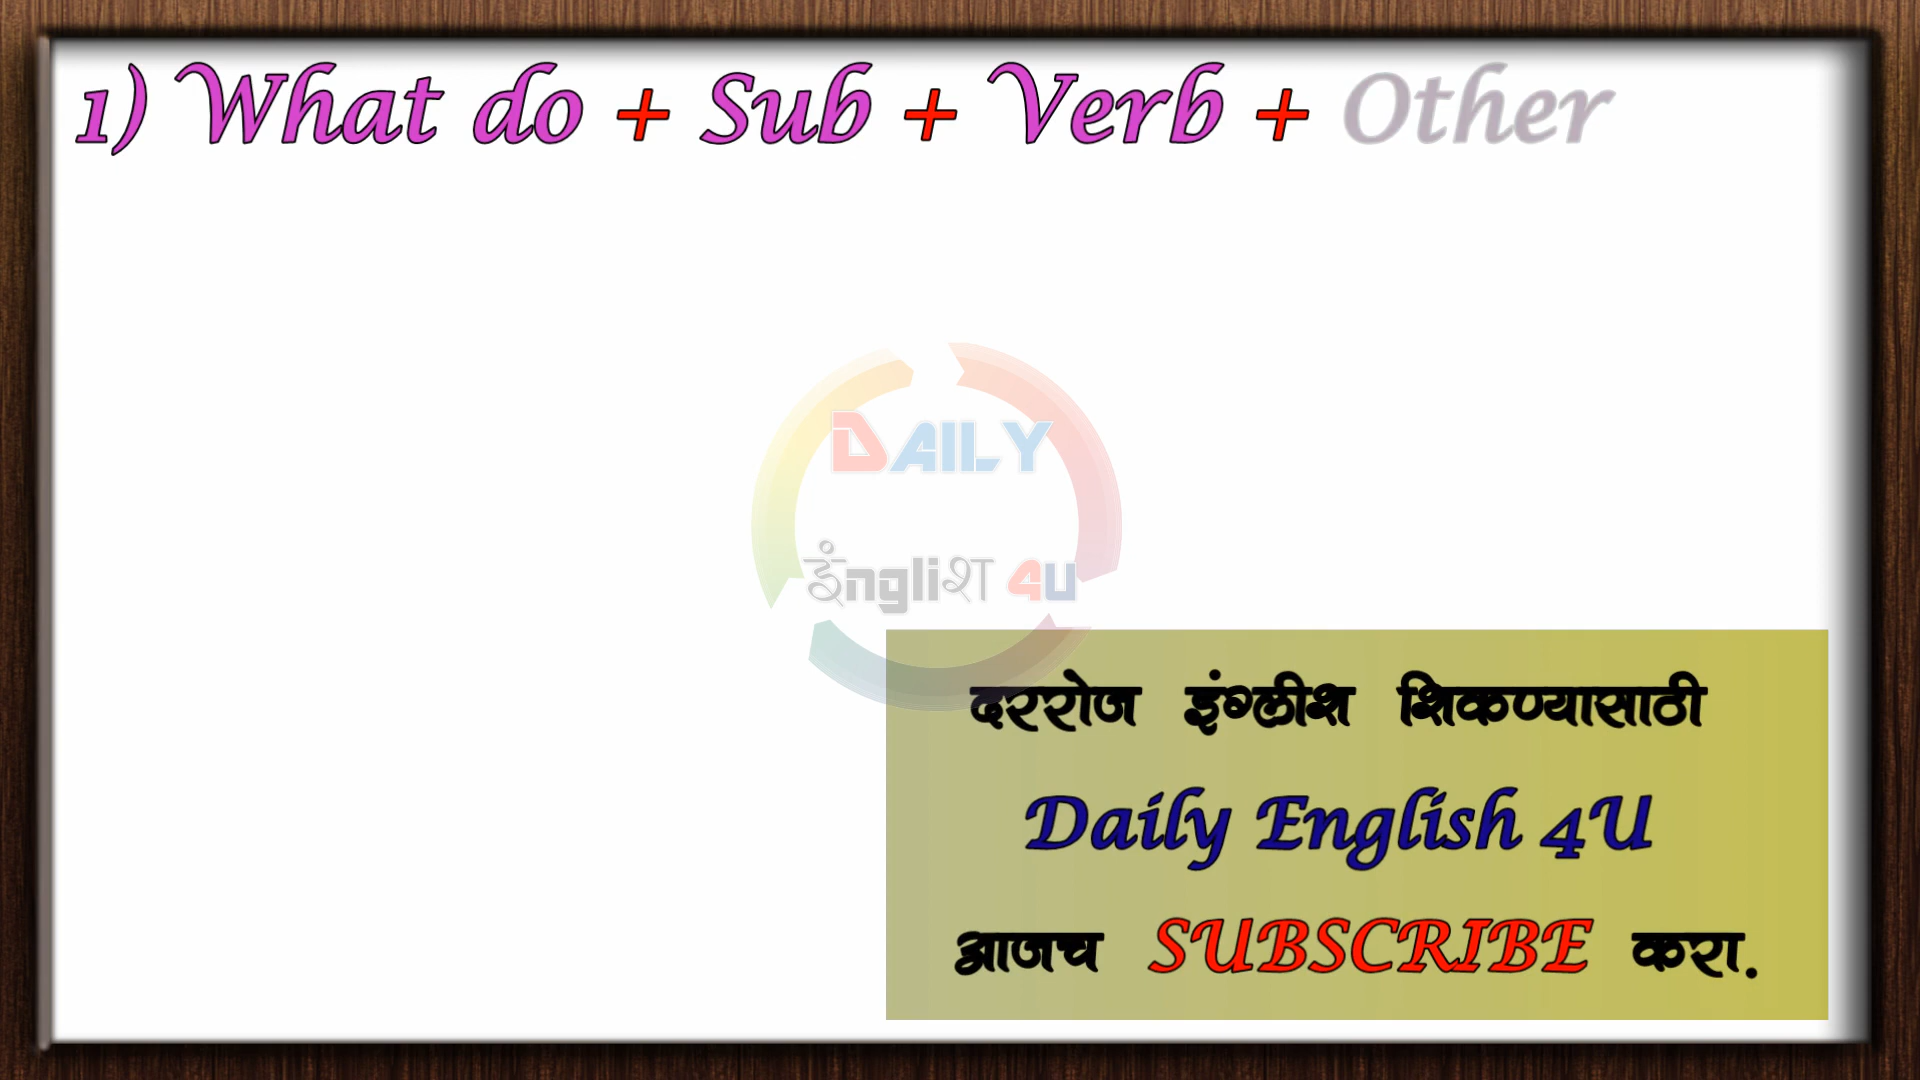 1) What do + Sub + Verb + Other
DAILY
इंngliश 4U
दररोज इंग्लीश शिकण्यासाठी
Daily English 4U
आजच SUBSCRIBE करा.